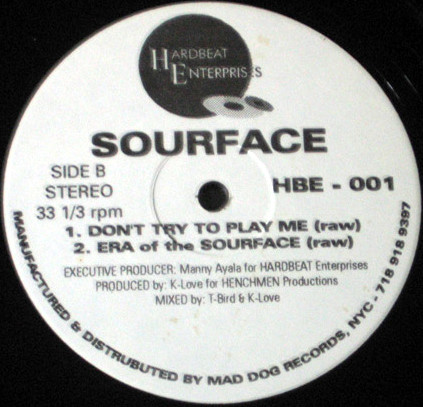 HARDBEAT
ENTERPRISES
SOURFACE
SIDE B
STEREO
33 1/3 rpm
HBE - 001
1. DON'T TRY TO PLAY ME (raw)
2. ERA of the SOURFACE (raw)
EXECUTIVE PRODUCER: Manny Ayala for HARDBEAT Enterprises
PRODUCED by: K-Love for HENCHMEN Productions
MIXED by: T-Bird & K-Love
MANUFACTURED & DISTRUBUTED BY MAD DOG RECORDS, NYC - 718 918 9397